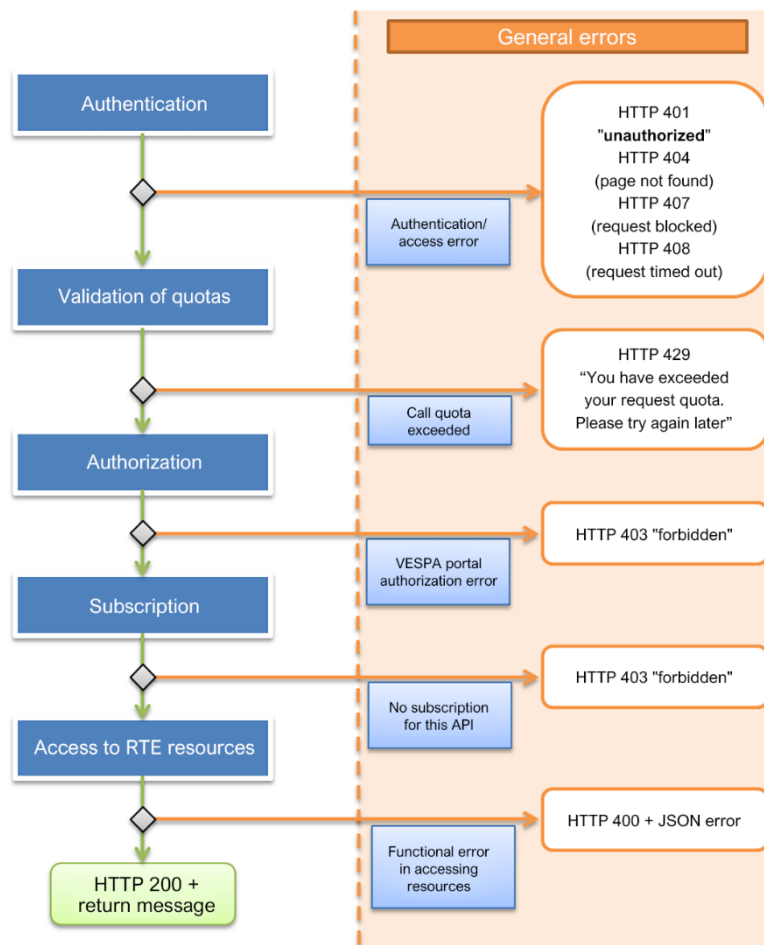 General errors
Authentication
HTTP 401
"unauthorized"
HTTP 404
(page not found)
HTTP 407
(request blocked)
HTTP 408
(request timed out)
Authentication/
access error
Validation of quotas
HTTP 429
“You have exceeded
your request quota.
Please try again later”
Call quota
exceeded
Authorization
HTTP 403 "forbidden"
VESPA portal
authorization error
Subscription
HTTP 403 "forbidden"
No subscription
for this API
Access to RTE resources
HTTP 400 + JSON error
Functional error
in accessing
resources
HTTP 200 +
return message